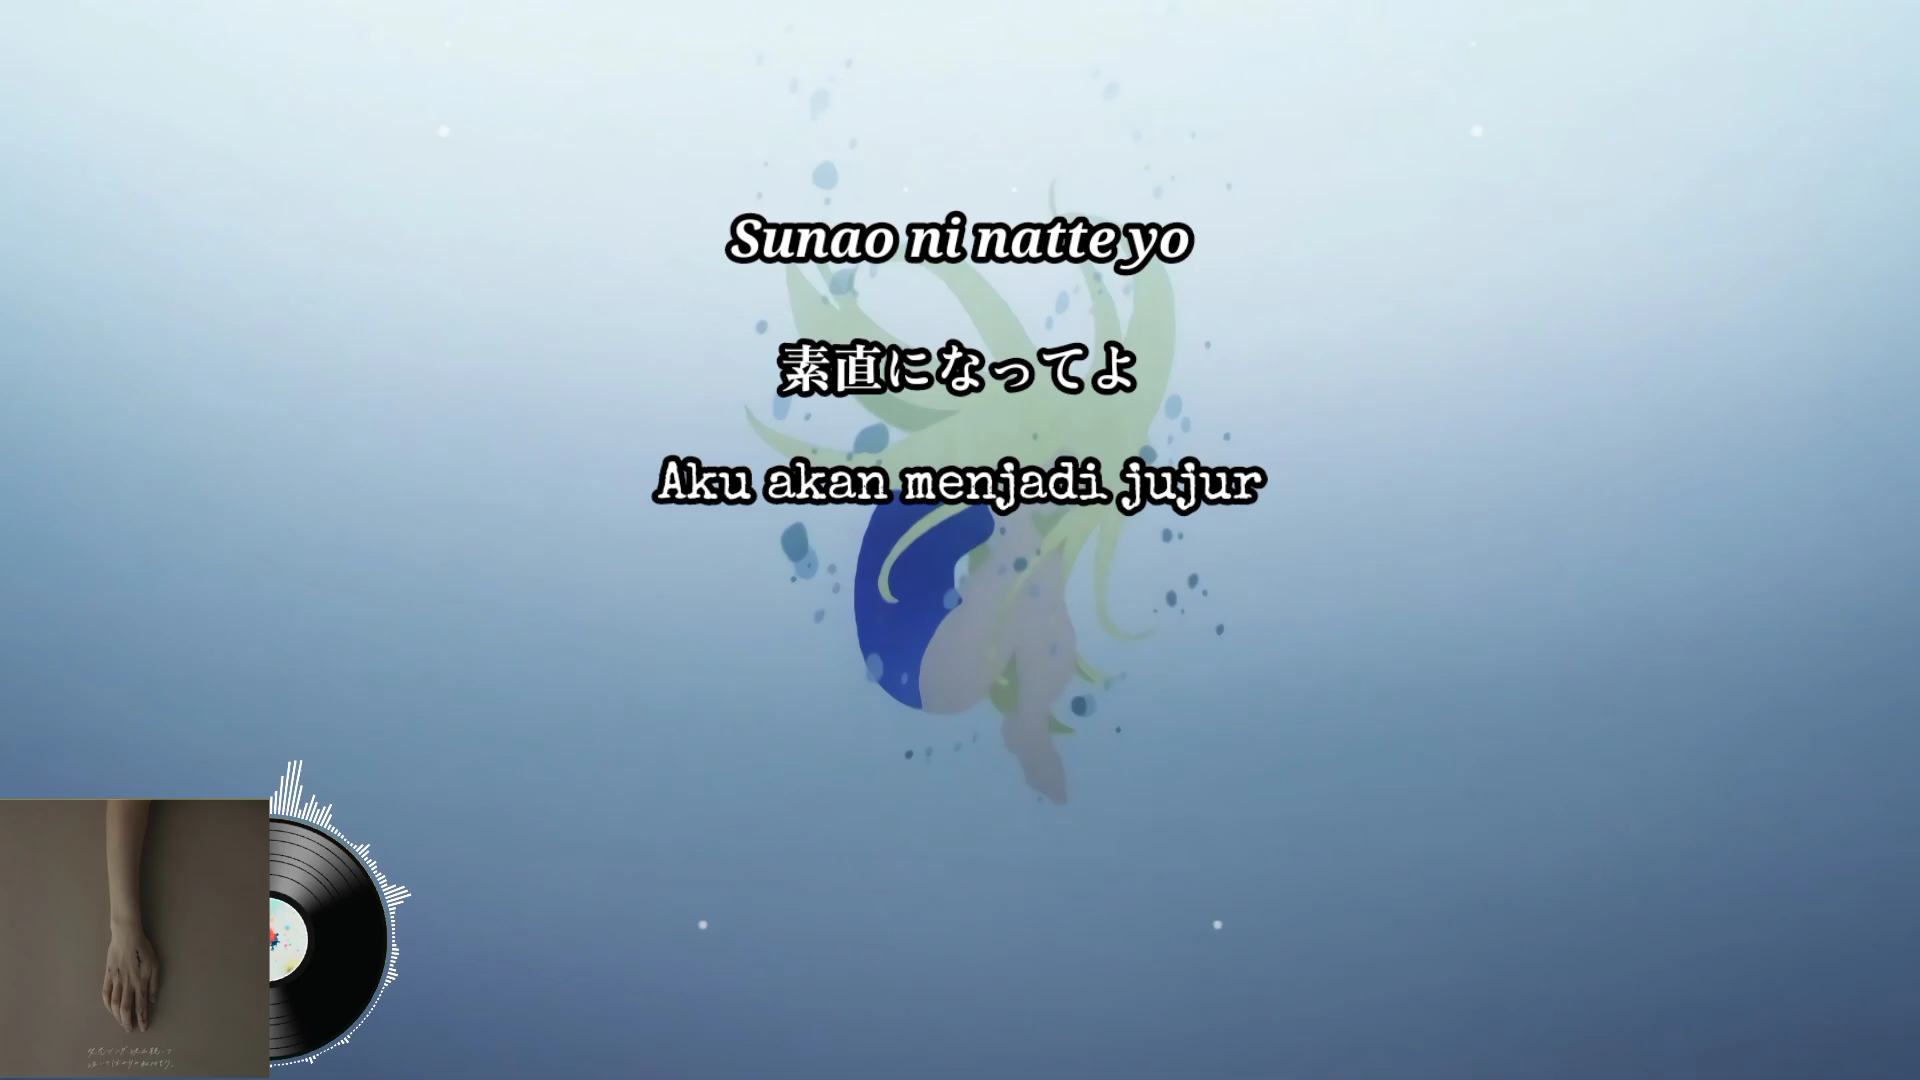 Sunao ni natte yo
素直になってよ
Aku akan menjadi jujur